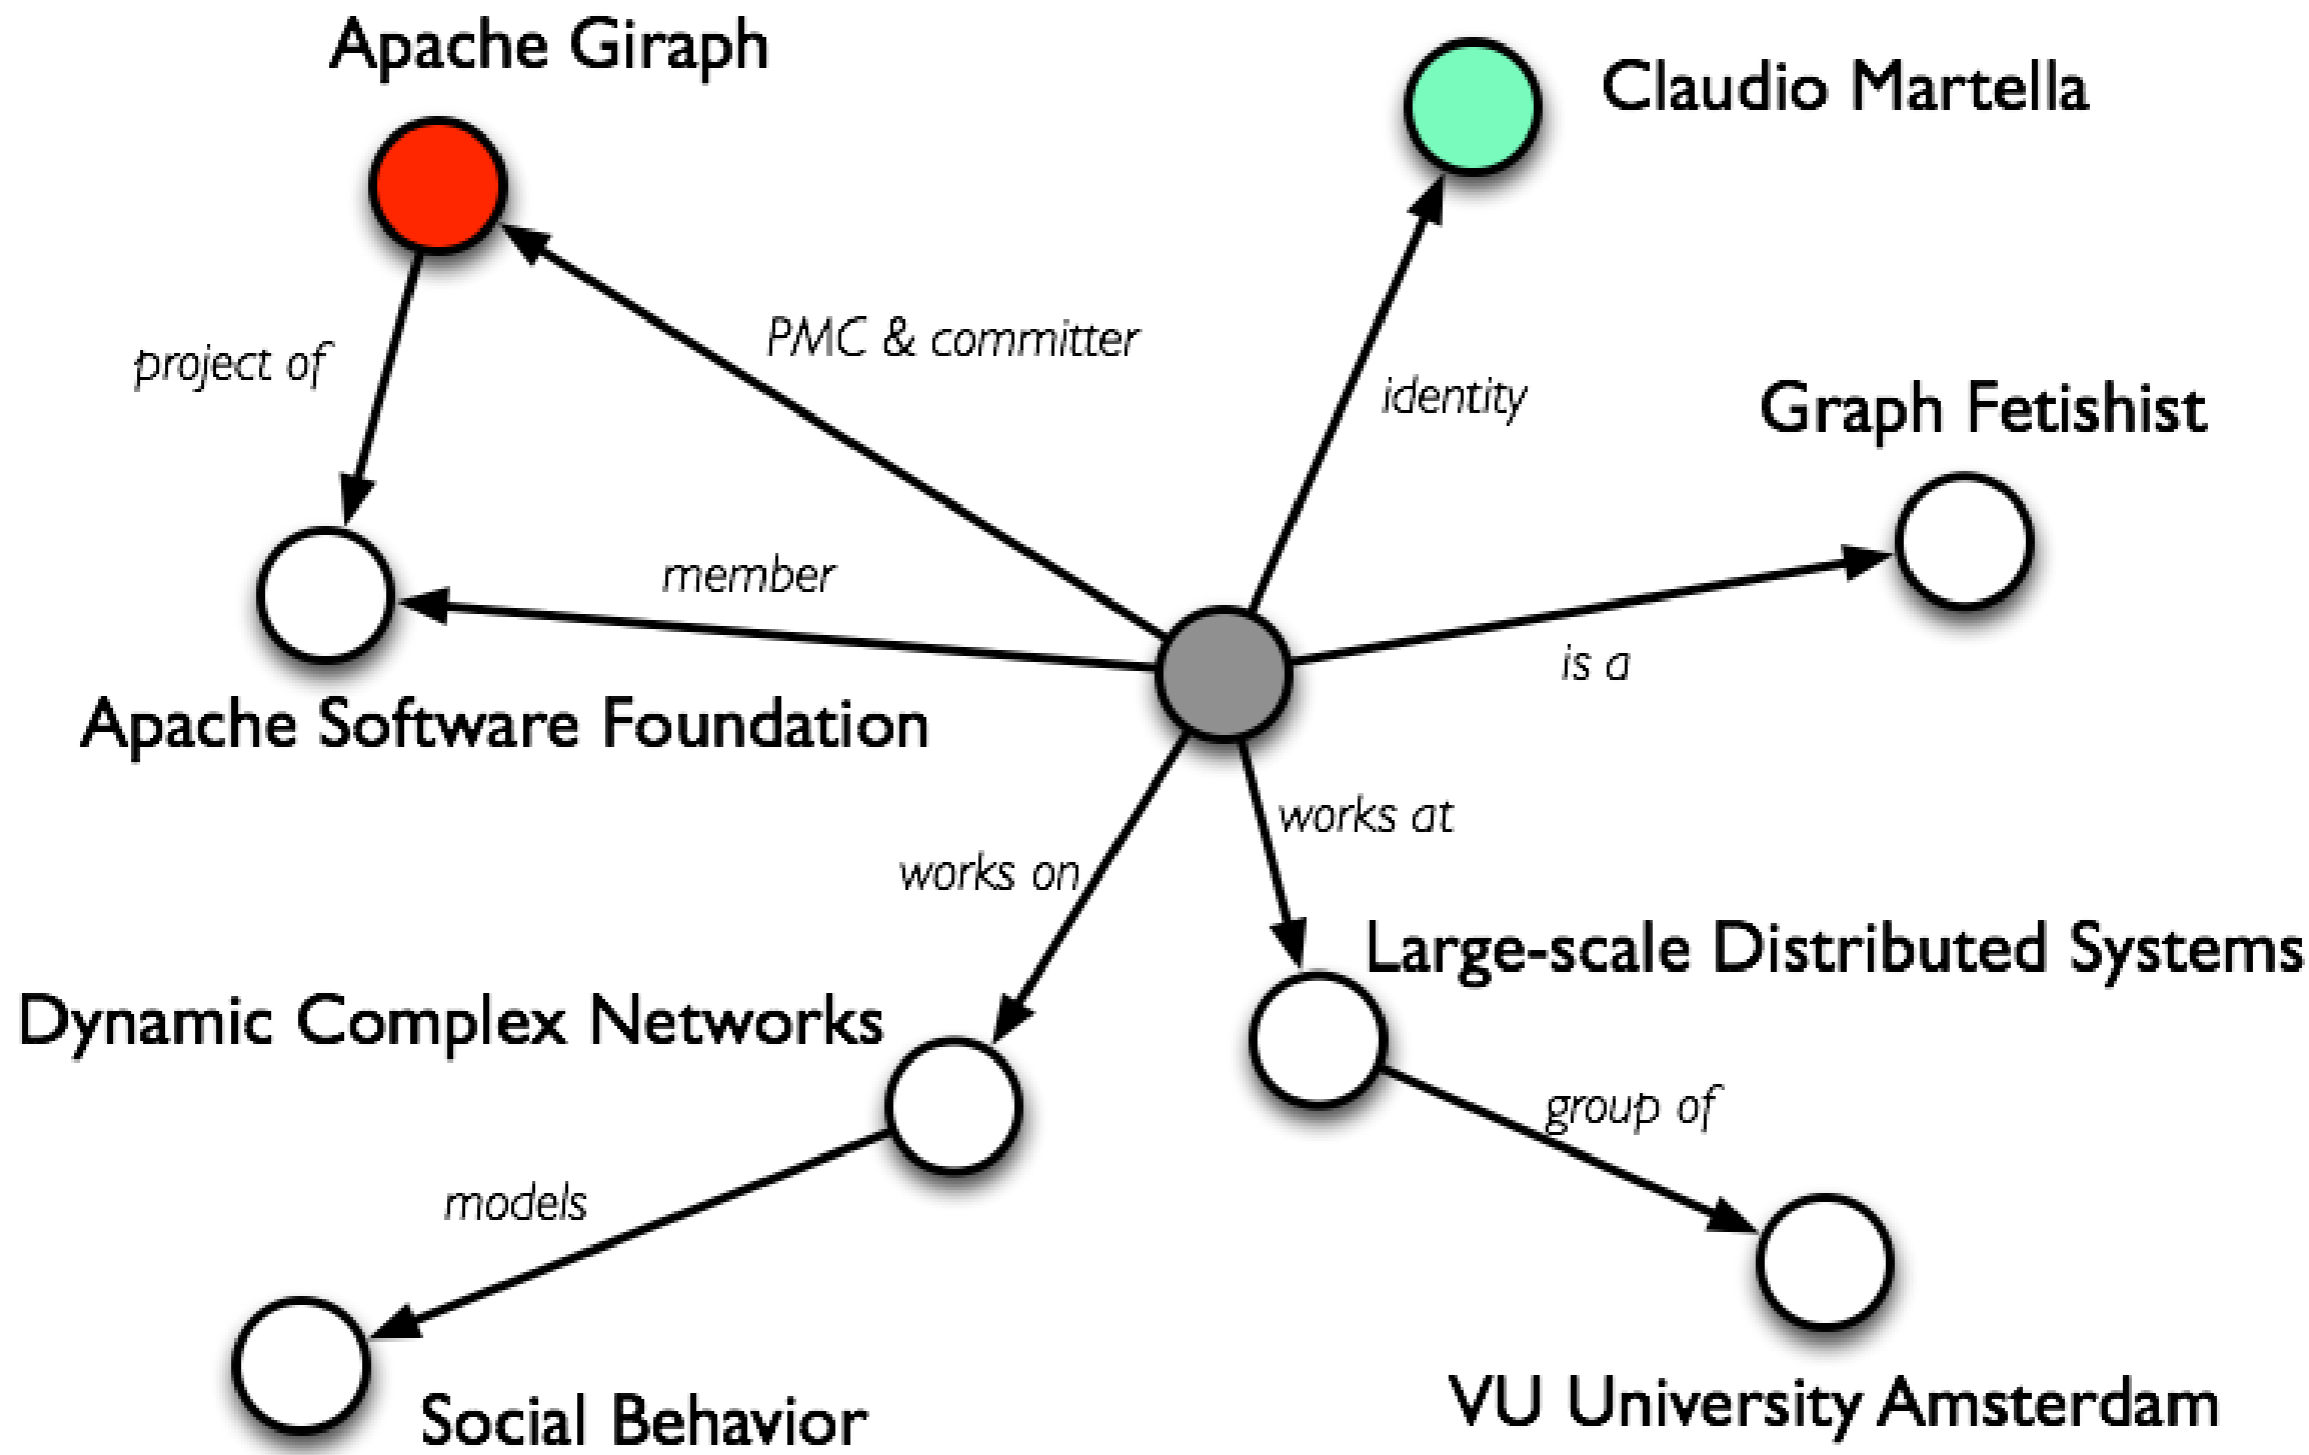 Apache Giraph
Claudio Martella
project of
PMC & committer
identity
Graph Fetishist
member
is a
Apache Software Foundation
works at
works on
Large-scale Distributed Systems
Dynamic Complex Networks
group of
models
Social Behavior
VU University Amsterdam